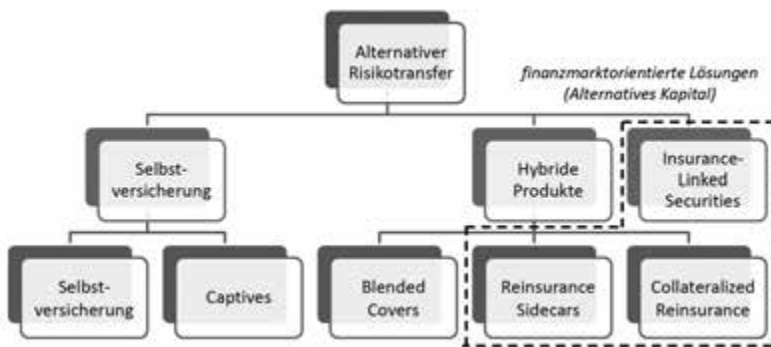 Alternativer
Risikotransfer
finanzmarktorientierte Lösungen
(Alternatives Kapital)
Selbst-
versicherung
Hybride
Produkte
Insurance-
Linked
Securities
Selbst-
versicherung
Captives
Blended
Covers
Reinsurance
Sidecars
Collateralized
Reinsurance